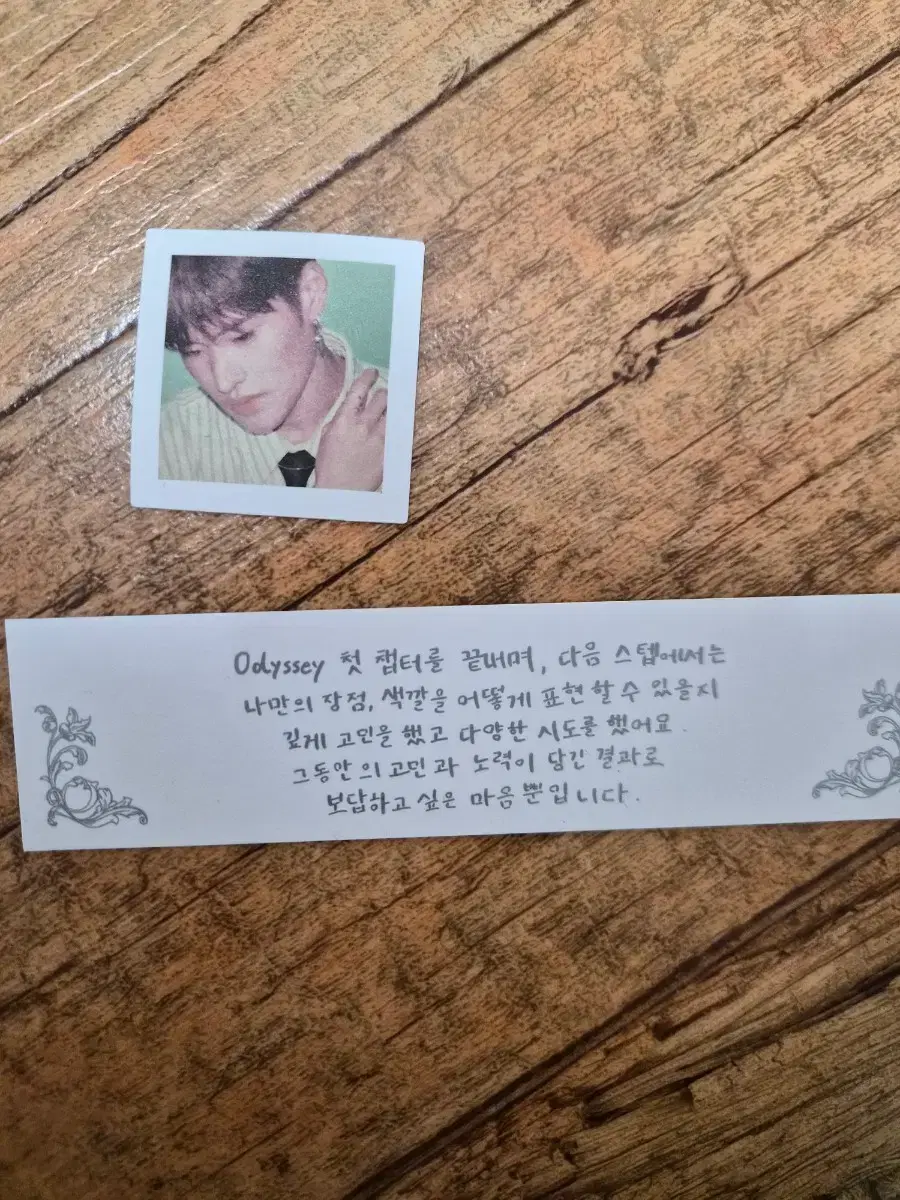 Odyssey 첫 챕터를 끝내며, 다음 스텝에서는
나만의 장점, 색깔을 어떻게 표현 할 수 있을지
깊게 고민을 했고 다양한 시도를 했어요.
그동안의 고민과 노력이 담긴 결과로
보답하고 싶은 마음 뿐입니다.